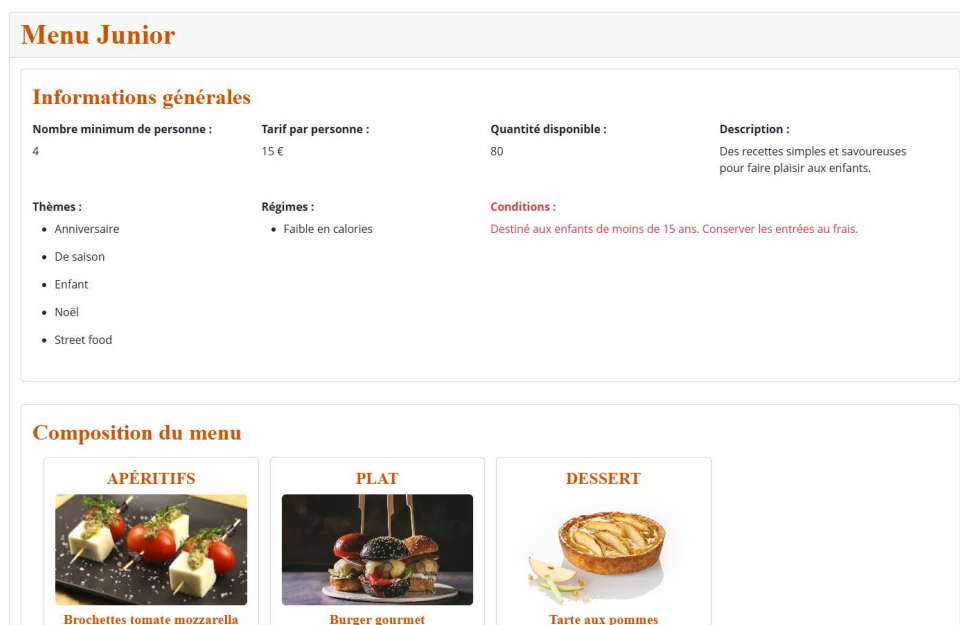 Menu Junior
Informations générales
Nombre minimum de personne :
4
Tarif par personne :
15 €
Quantité disponible :
80
Description :
Des recettes simples et savoureuses
pour faire plaisir aux enfants.
Thèmes :
Anniversaire
De saison
Enfant
Noël
Street food
Régimes :
Faible en calories
Conditions :
Destiné aux enfants de moins de 15 ans. Conserver les entrées au frais.
Composition du menu
APÉRITIFS
Brochettes tomate mozzarella
PLAT
Burger gourmet
DESSERT
Tarte aux pommes